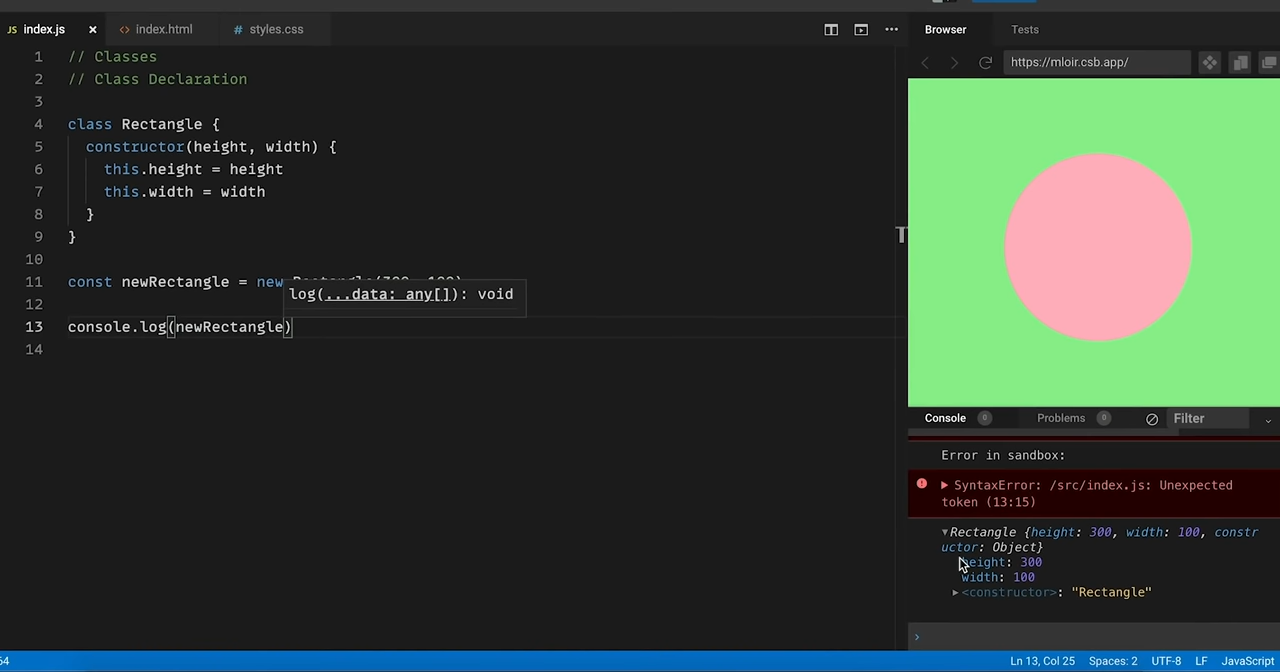 JS index.js × <> index.html # styles.css ···
1 // Classes
2 // Class Declaration
3
4 class Rectangle {
5 constructor(height, width) {
6 this.height = height
7 this.width = width
8 }
9 }
10
11 const newRectangle = new
log(...data: any[]): void
12
13 console.log(newRectangle)
14
64
Browser Tests
https://mloir.csb.app/
T
Console 0 Problems 0 Filter
Error in sandbox:
SyntaxError: /src/index.js: Unexpected
token (13:15)
Rectangle {height: 300, width: 100, constr
uctor: Object}
height: 300
width: 100
<constructor>: "Rectangle"
›
Ln 13, Col 25 Spaces: 2 UTF-8 LF JavaScript